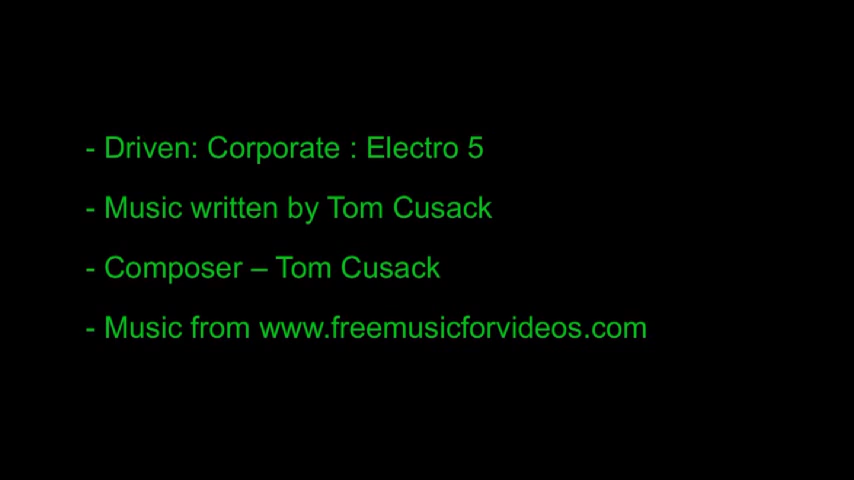 - Driven: Corporate : Electro 5
- Music written by Tom Cusack
- Composer – Tom Cusack
- Music from www.freemusicforvideos.com